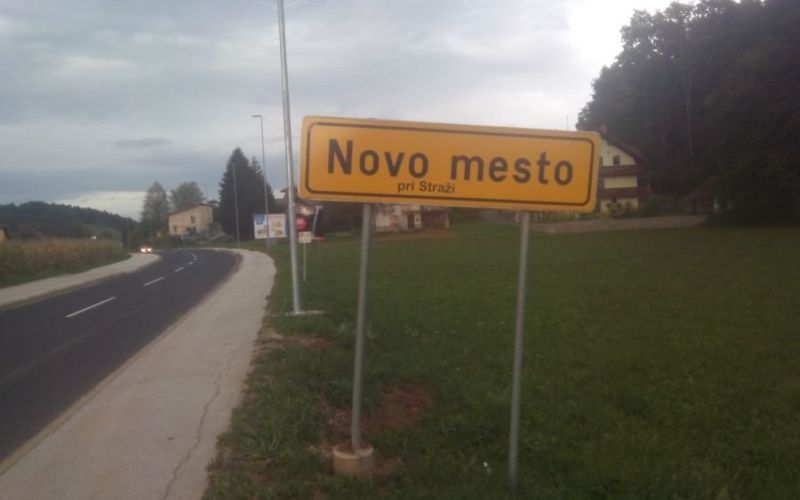 Novo mesto
pri Straži